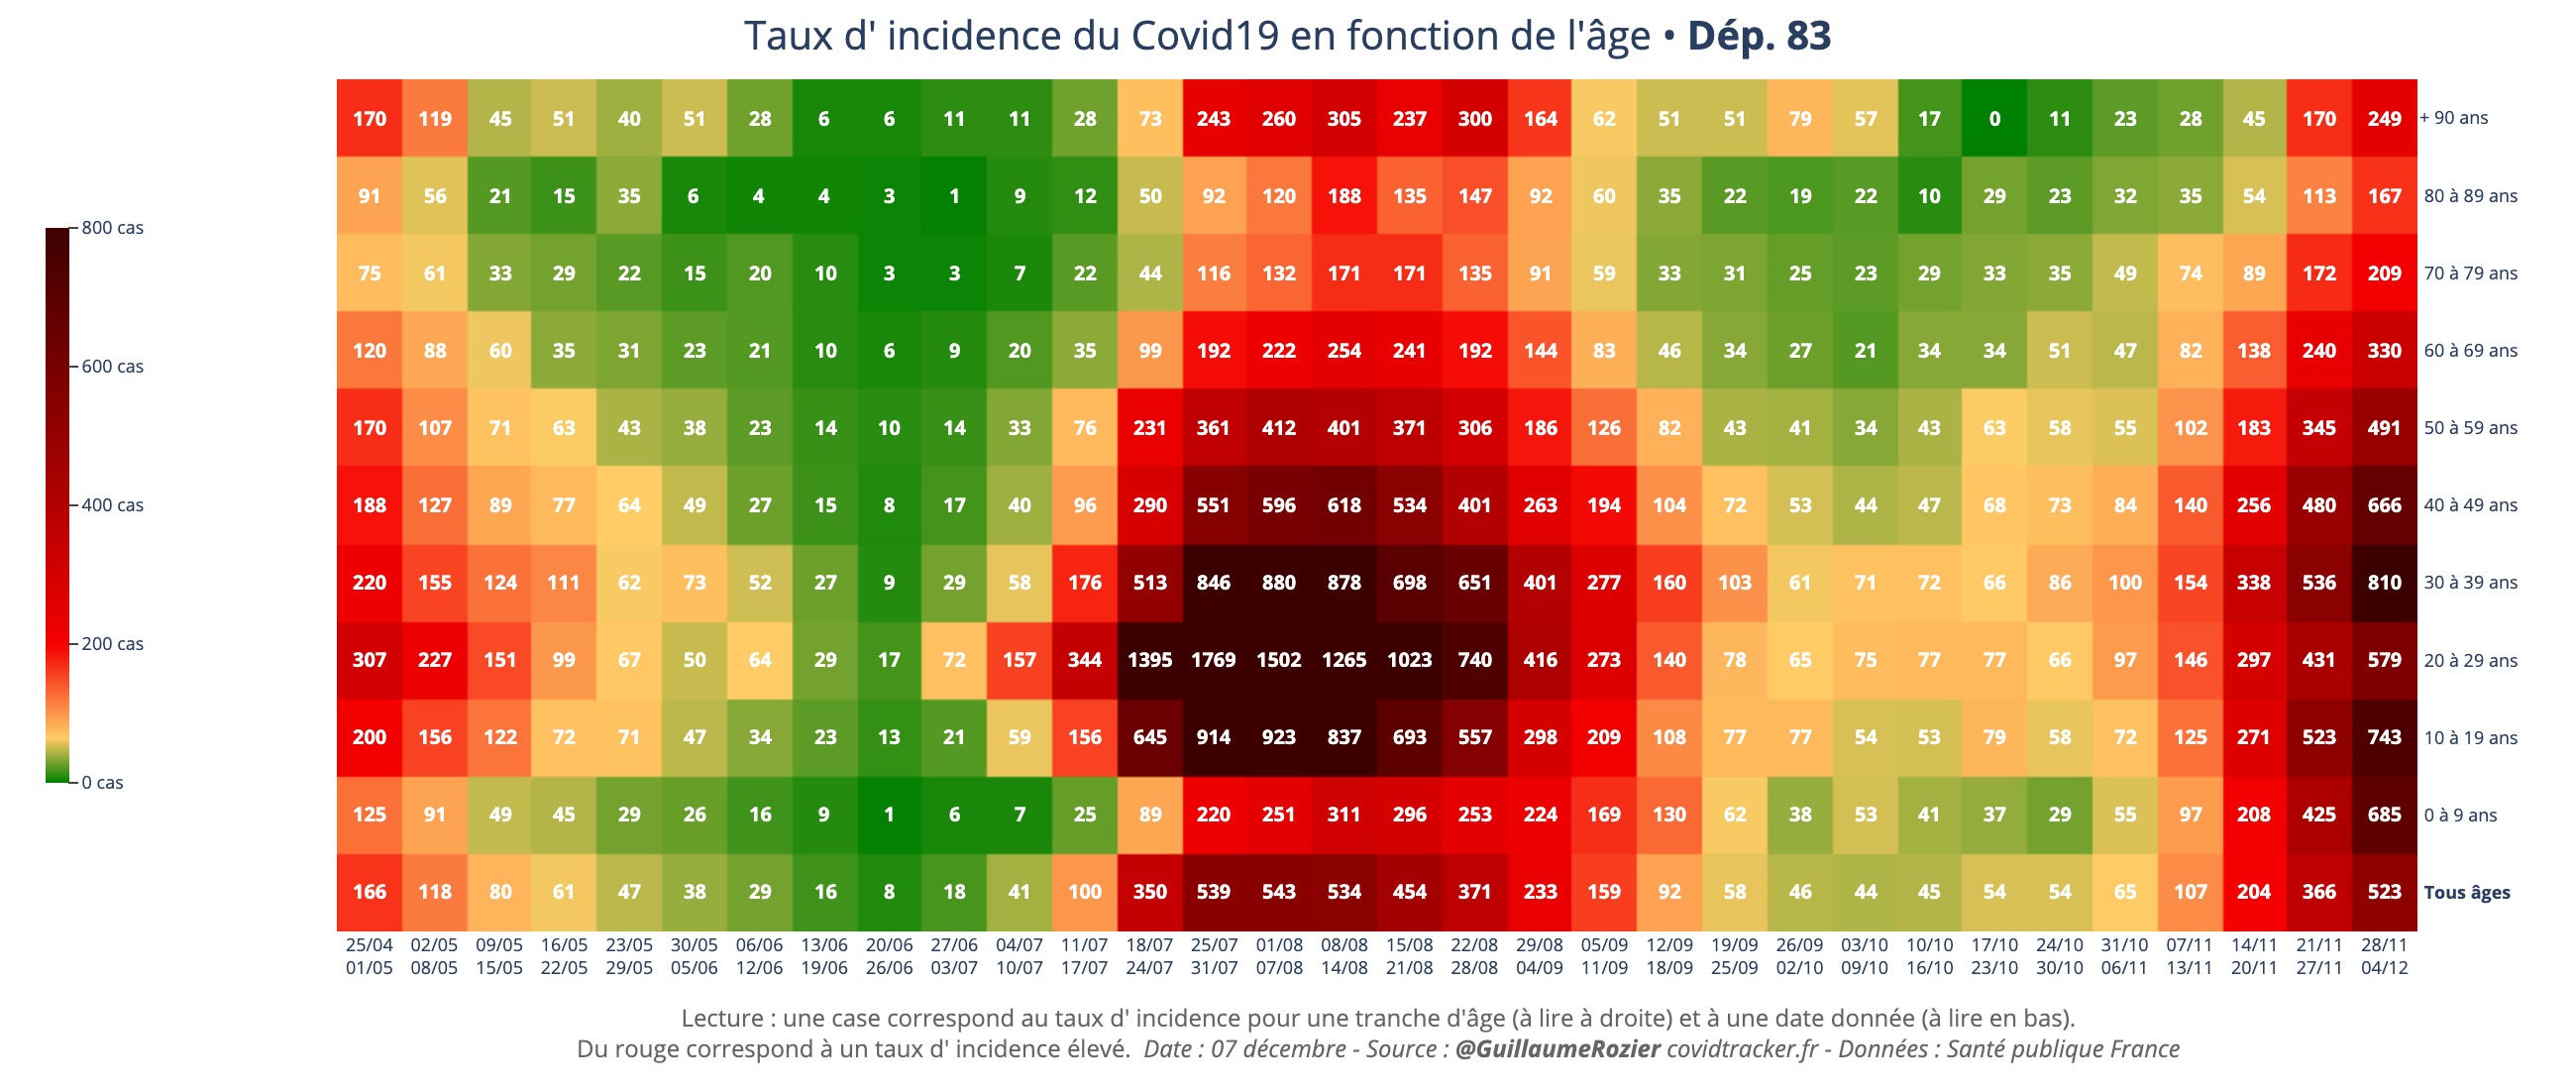 Taux d' incidence du Covid19 en fonction de l'âge • Dép. 83
170 119 45 51 40 51 28 6 6 11 11 28 73 243 260 305 237 300 164 62 51 51 79 57 17 0 11 23 28 45 170 249 + 90 ans
91 56 21 15 35 6 4 4 3 1 9 12 50 92 120 188 135 147 92 60 35 22 19 22 10 29 23 32 35 54 113 167 80 à 89 ans
800 cas
75 61 33 29 22 15 20 10 3 3 7 22 44 116 132 171 171 135 91 59 33 31 25 23 29 33 35 49 74 89 172 209 70 à 79 ans
120 88 60 35 31 23 21 10 6 9 20 35 99 192 222 254 241 192 144 83 46 34 27 21 34 34 51 47 82 138 240 330 60 à 69 ans
600 cas
170 107 71 63 43 38 23 14 10 14 33 76 231 361 412 401 371 306 186 126 82 43 41 34 43 63 58 55 102 183 345 491 50 à 59 ans
400 cas
188 127 89 77 64 49 27 15 8 17 40 96 290 551 596 618 534 401 263 194 104 72 53 44 47 68 73 84 140 256 480 666 40 à 49 ans
220 155 124 111 62 73 52 27 9 29 58 176 513 846 880 878 698 651 401 277 160 103 61 71 72 66 86 100 154 338 536 810 30 à 39 ans
200 cas
307 227 151 99 67 50 64 29 17 72 157 344 1395 1769 1502 1265 1023 740 416 273 140 78 65 75 77 77 66 97 146 297 431 579 20 à 29 ans
200 156 122 72 71 47 34 23 13 21 59 156 645 914 923 837 693 557 298 209 108 77 77 54 53 79 58 72 125 271 523 743 10 à 19 ans
0 cas
125 91 49 45 29 26 16 9 1 6 7 25 89 220 251 311 296 253 224 169 130 62 38 53 41 37 29 55 97 208 425 685 0 à 9 ans
166 118 80 61 47 38 29 16 8 18 41 100 350 539 543 534 454 371 233 159 92 58 46 44 45 54 54 65 107 204 366 523 Tous âges
25/04 02/05 09/05 16/05 23/05 30/05 06/06 13/06 20/06 27/06 04/07 11/07 18/07 25/07 01/08 08/08 15/08 22/08 29/08 05/09 12/09 19/09 26/09 03/10 10/10 17/10 24/10 31/10 07/11 14/11 21/11 28/11
01/05 08/05 15/05 22/05 29/05 05/06 12/06 19/06 26/06 03/07 10/07 17/07 24/07 31/07 07/08 14/08 21/08 28/08 04/09 11/09 18/09 25/09 02/10 09/10 16/10 23/10 30/10 06/11 13/11 20/11 27/11 04/12
Lecture : une case correspond au taux d' incidence pour une tranche d'âge (à lire à droite) et à une date donnée (à lire en bas).
Du rouge correspond à un taux d' incidence élevé. Date : 07 décembre - Source : @GuillaumeRozier covidtracker.fr - Données : Santé publique France